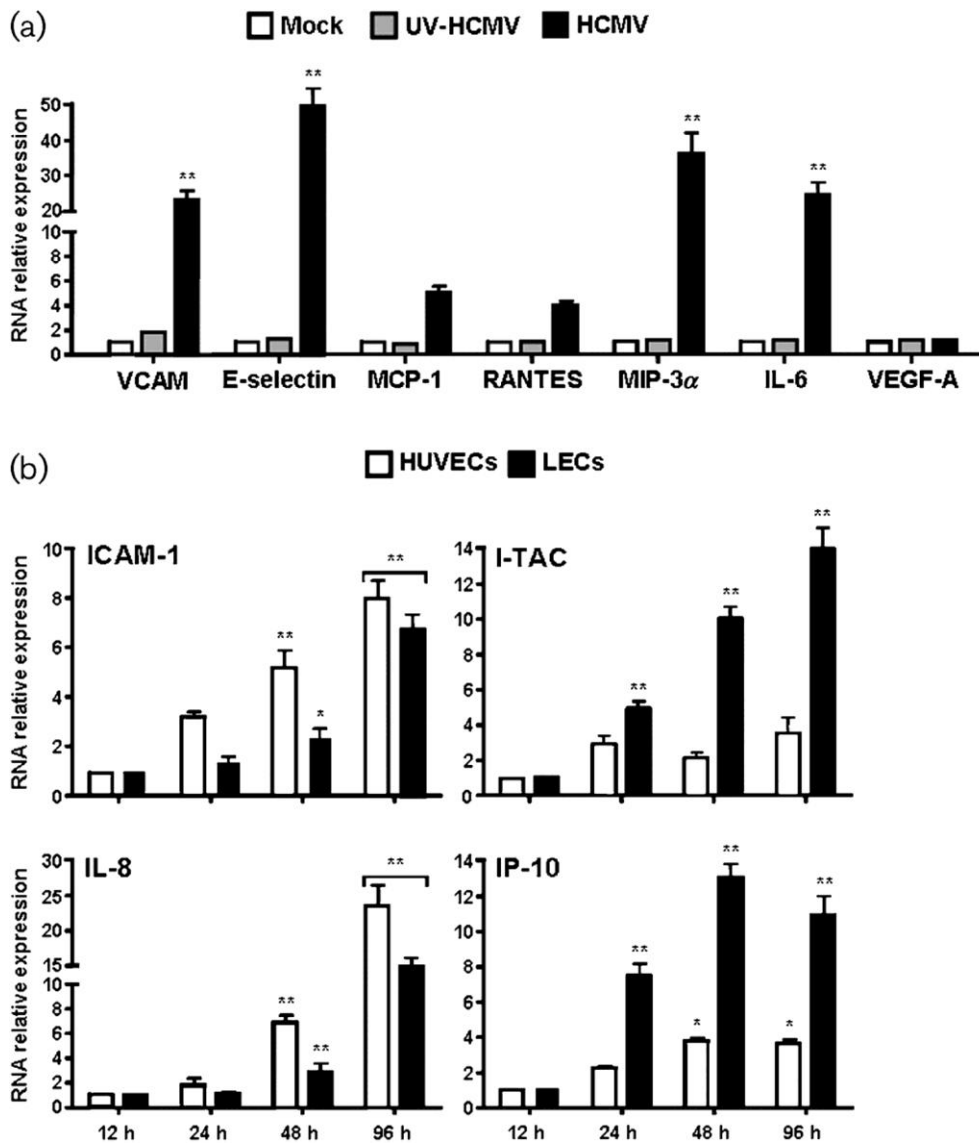 (a)
Mock UV-HCMV HCMV
RNA relative expression
50
40
30
20
10
8
6
4
2
0
** ** ** **
VCAM E-selectin MCP-1 RANTES MIP-3α IL-6 VEGF-A
(b)
HUVECs LECs
ICAM-1
RNA relative expression
10
8
6
4
2
0
** * **
I-TAC
14
12
10
8
6
4
2
0
** ** **
IL-8
RNA relative expression
30
25
20
15
8
6
4
2
0
** ** **
12 h 24 h 48 h 96 h
IP-10
14
12
10
8
6
4
2
0
** * ** * **
12 h 24 h 48 h 96 h